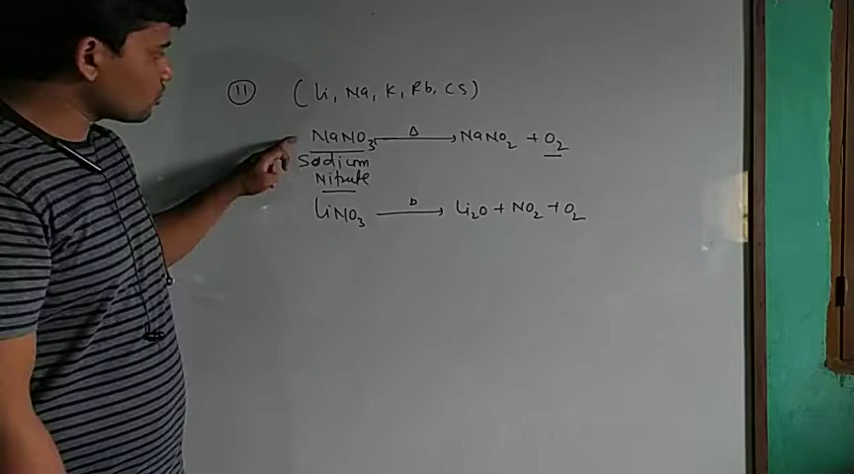 11 (Li, Na, K, Rb, Cs)
NaNO₃ —Δ→ NaNO₂ + O₂
Sodium
Nitrate
LiNO₃ —Δ→ Li₂O + NO₂ + O₂